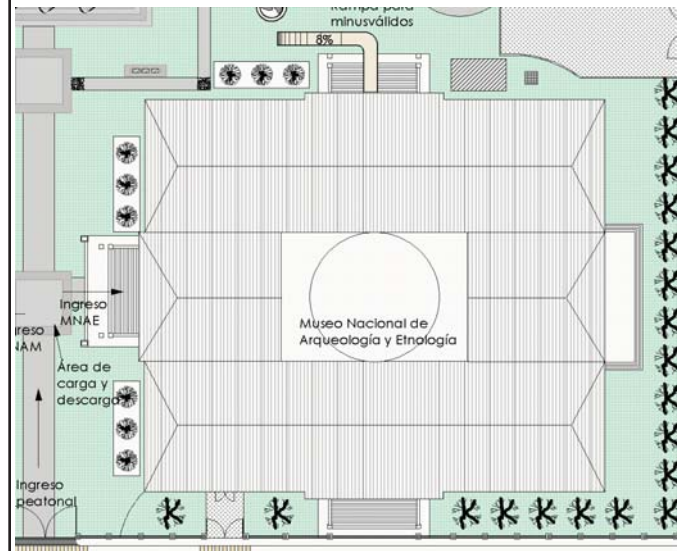 Rampa para
minusválidos
8%
Ingreso
MNAE
reso
NAM
Museo Nacional de
Arqueología y Etnología
Área de
carga y
descarga
Ingreso
peatonal